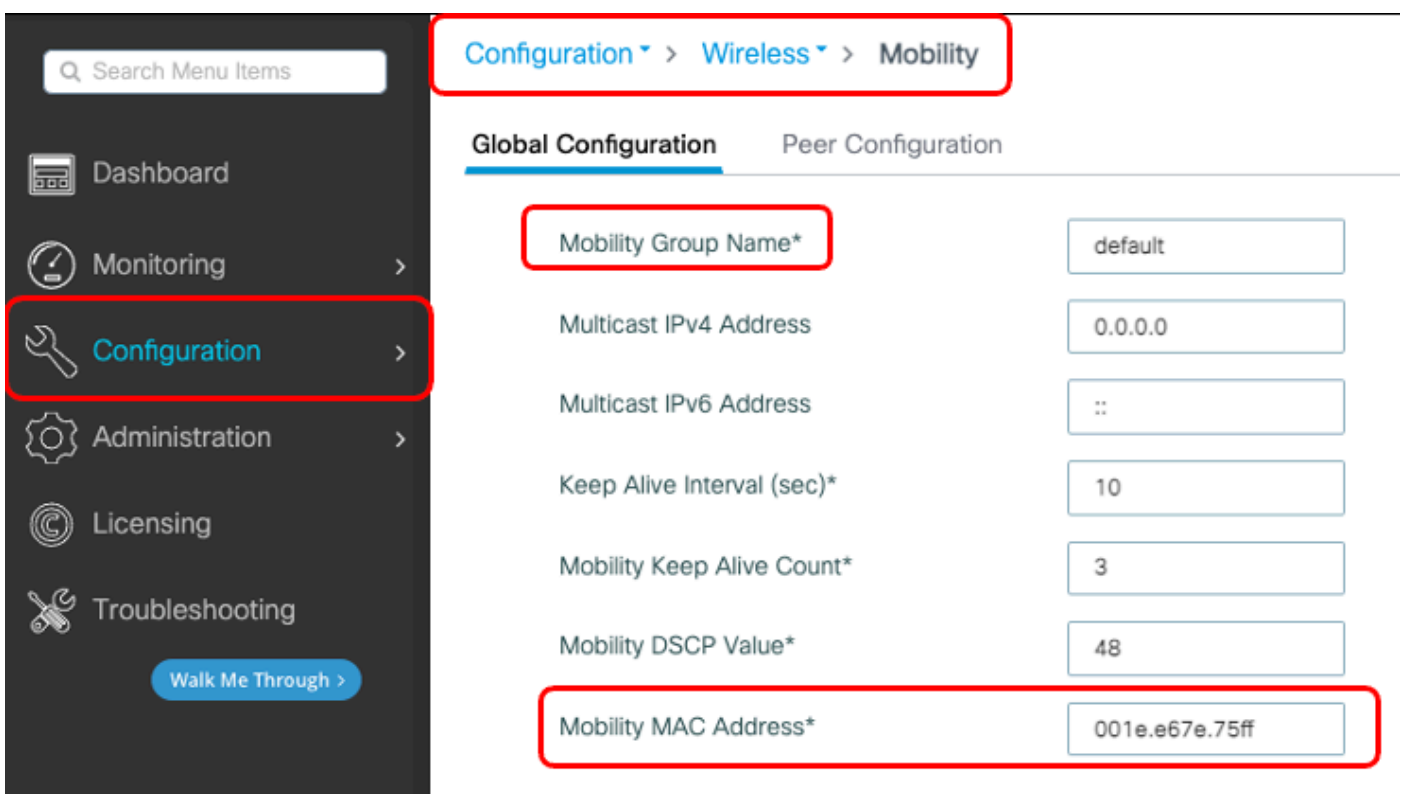 Search Menu Items
Dashboard
Monitoring
Configuration
Administration
Licensing
Troubleshooting
Walk Me Through >
Configuration > Wireless > Mobility
Global Configuration Peer Configuration
Mobility Group Name* default
Multicast IPv4 Address 0.0.0.0
Multicast IPv6 Address ::
Keep Alive Interval (sec)* 10
Mobility Keep Alive Count* 3
Mobility DSCP Value* 48
Mobility MAC Address* 001e.e67e.75ff